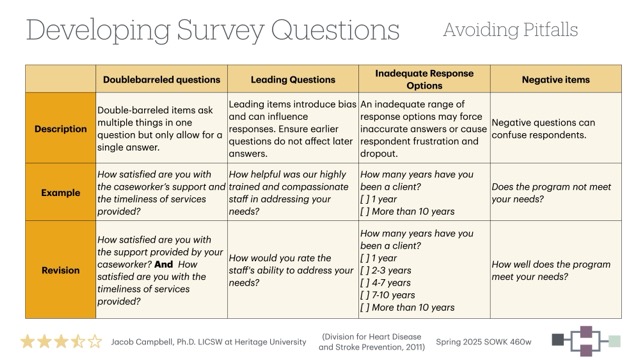 Developing Survey Questions
Avoiding Pitfalls
Doublebarreled questions
Leading Questions
Inadequate Response
Options
Negative items
Description
Double-barreled items ask
multiple things in one
question but only allow for a
single answer.
Leading items introduce bias
and can influence
responses. Ensure earlier
questions do not affect later
answers.
An inadequate range of
response options may force
inaccurate answers or cause
respondent frustration and
dropout.
Negative questions can
confuse respondents.
Example
How satisfied are you with
the caseworker's support and
the timeliness of services
provided?
How helpful was our highly
trained and compassionate
staff in addressing your
needs?
How many years have you
been a client?
[ ] 1 year
[ ] More than 10 years
Does the program not meet
your needs?
Revision
How satisfied are you with
the support provided by your
caseworker? And How
satisfied are you with the
timeliness of services
provided?
How would you rate the
staff's ability to address your
needs?
How many years have you
been a client?
[ ] 1 year
[ ] 2-3 years
[ ] 4-7 years
[ ] 7-10 years
[ ] More than 10 years
How well does the program
meet your needs?
Jacob Campbell, Ph.D. LICSW at Heritage University
(Division for Heart Disease
and Stroke Prevention, 2011)
Spring 2025 SOWK 460w